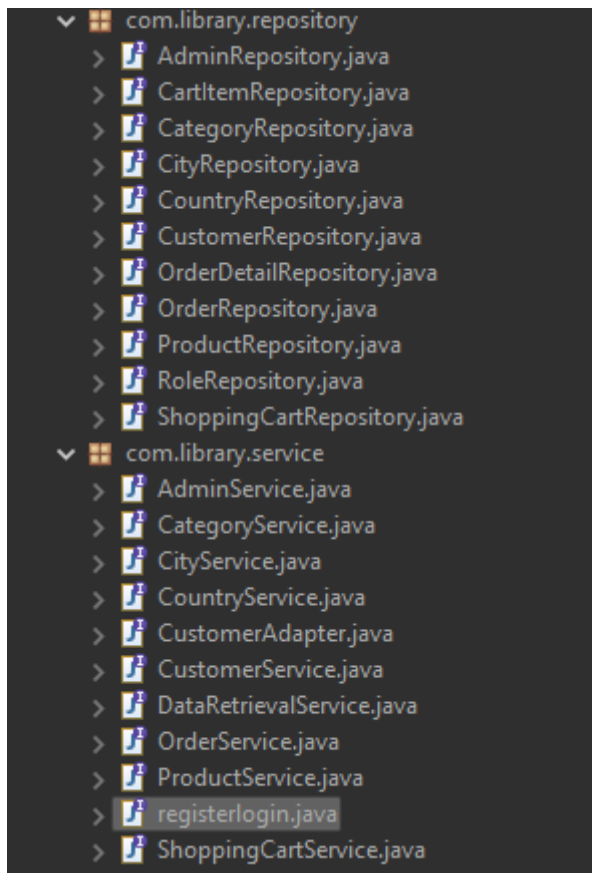 com.library.repository
AdminRepository.java
CartItemRepository.java
CategoryRepository.java
CityRepository.java
CountryRepository.java
CustomerRepository.java
OrderDetailRepository.java
OrderRepository.java
ProductRepository.java
RoleRepository.java
ShoppingCartRepository.java
com.library.service
AdminService.java
CategoryService.java
CityService.java
CountryService.java
CustomerAdapter.java
CustomerService.java
DataRetrievalService.java
OrderService.java
ProductService.java
registerlogin.java
ShoppingCartService.java